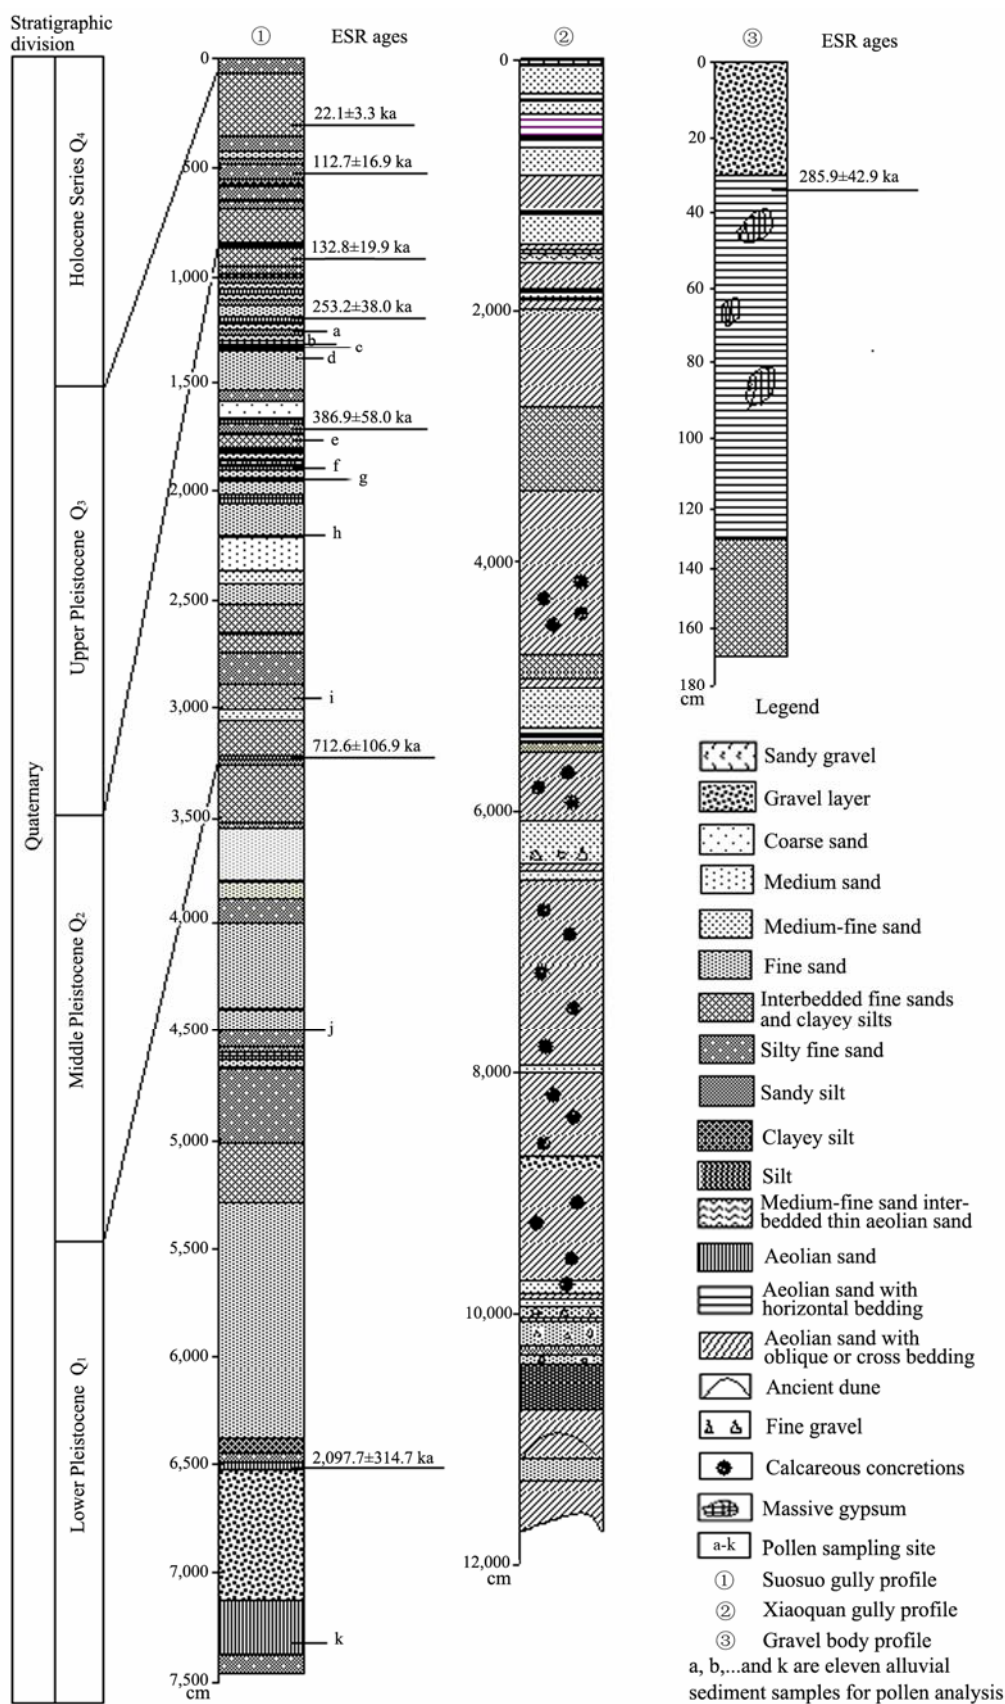 Stratigraphic
division
① ESR ages
② 
③ ESR ages
Quaternary
Holocene Series Q₄
Upper Pleistocene Q₃
Middle Pleistocene Q₂
Lower Pleistocene Q₁
0
500
1,000
1,500
2,000
2,500
3,000
3,500
4,000
4,500
5,000
5,500
6,000
6,500
7,000
7,500
cm
22.1±3.3 ka
112.7±16.9 ka
132.8±19.9 ka
253.2±38.0 ka
a
b
c
d
386.9±58.0 ka
e
f
g
h
i
712.6±106.9 ka
j
2,097.7±314.7 ka
k
0
2,000
4,000
6,000
8,000
10,000
12,000
cm
0
20
40
60
80
100
120
140
160
180
cm
285.9±42.9 ka
Legend
Sandy gravel
Gravel layer
Coarse sand
Medium sand
Medium-fine sand
Fine sand
Interbedded fine sands
and clayey silts
Silty fine sand
Sandy silt
Clayey silt
Silt
Medium-fine sand inter-
bedded thin aeolian sand
Aeolian sand
Aeolian sand with
horizontal bedding
Aeolian sand with
oblique or cross bedding
Ancient dune
Fine gravel
Calcareous concretions
Massive gypsum
a-k Pollen sampling site
① Suosuo gully profile
② Xiaoquan gully profile
③ Gravel body profile
a, b,...and k are eleven alluvial
sediment samples for pollen analysis